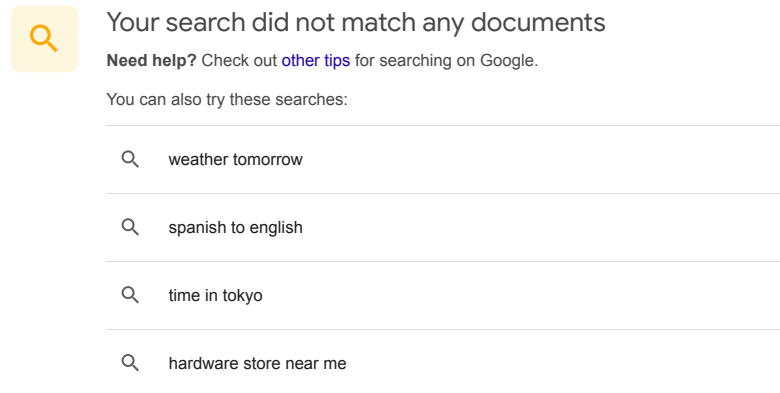 Your search did not match any documents
Need help? Check out other tips for searching on Google.
You can also try these searches:
weather tomorrow
spanish to english
time in tokyo
hardware store near me